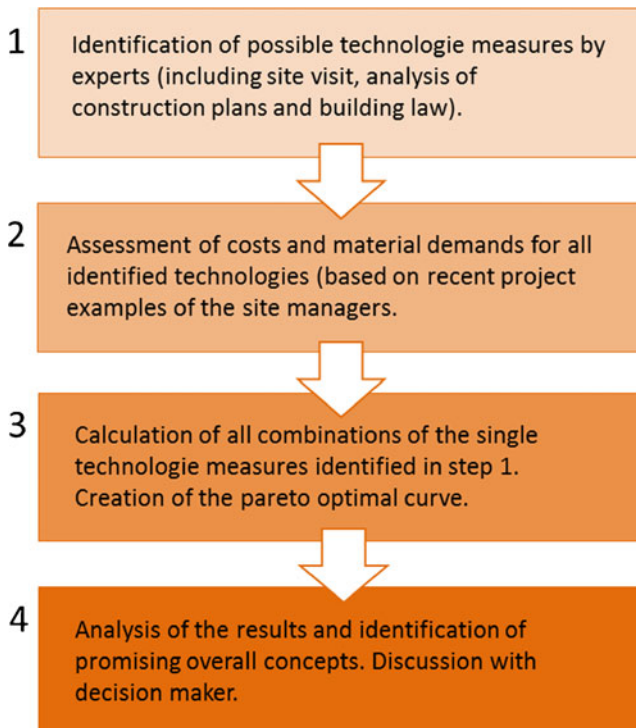 1
Identification of possible technologie measures by
experts (including site visit, analysis of
construction plans and building law).
2
Assessment of costs and material demands for all
identified technologies (based on recent project
examples of the site managers.
3
Calculation of all combinations of the single
technologie measures identified in step 1.
Creation of the pareto optimal curve.
4
Analysis of the results and identification of
promising overall concepts. Discussion with
decision maker.